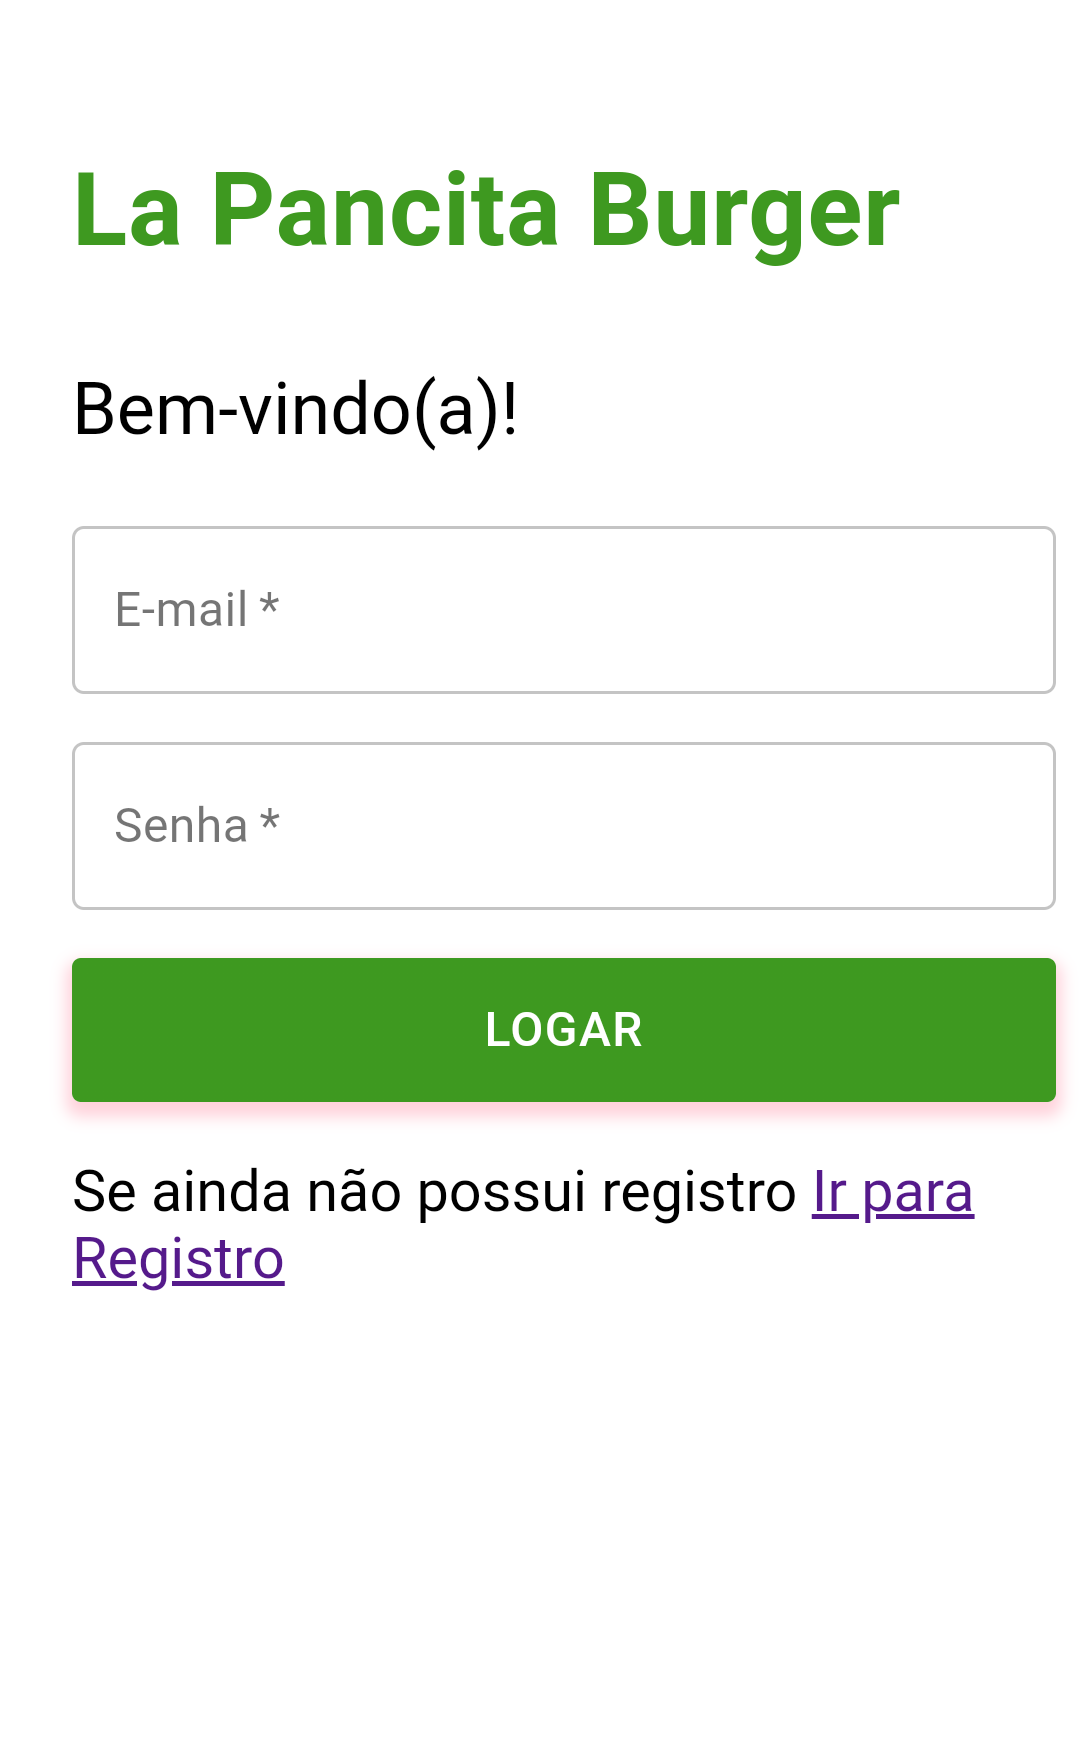 La Pancita Burger
Bem-vindo(a)!
E-mail *
Senha *
LOGAR
Se ainda não possui registro Ir para
Registro